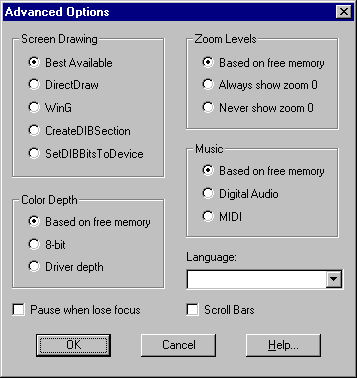 Advanced Options
Screen Drawing
Best Available
DirectDraw
WinG
CreateDIBSection
SetDIBBitsToDevice
Color Depth
Based on free memory
8-bit
Driver depth
Zoom Levels
Based on free memory
Always show zoom 0
Never show zoom 0
Music
Based on free memory
Digital Audio
MIDI
Language:
Pause when lose focus
Scroll Bars
OK
Cancel
Help...